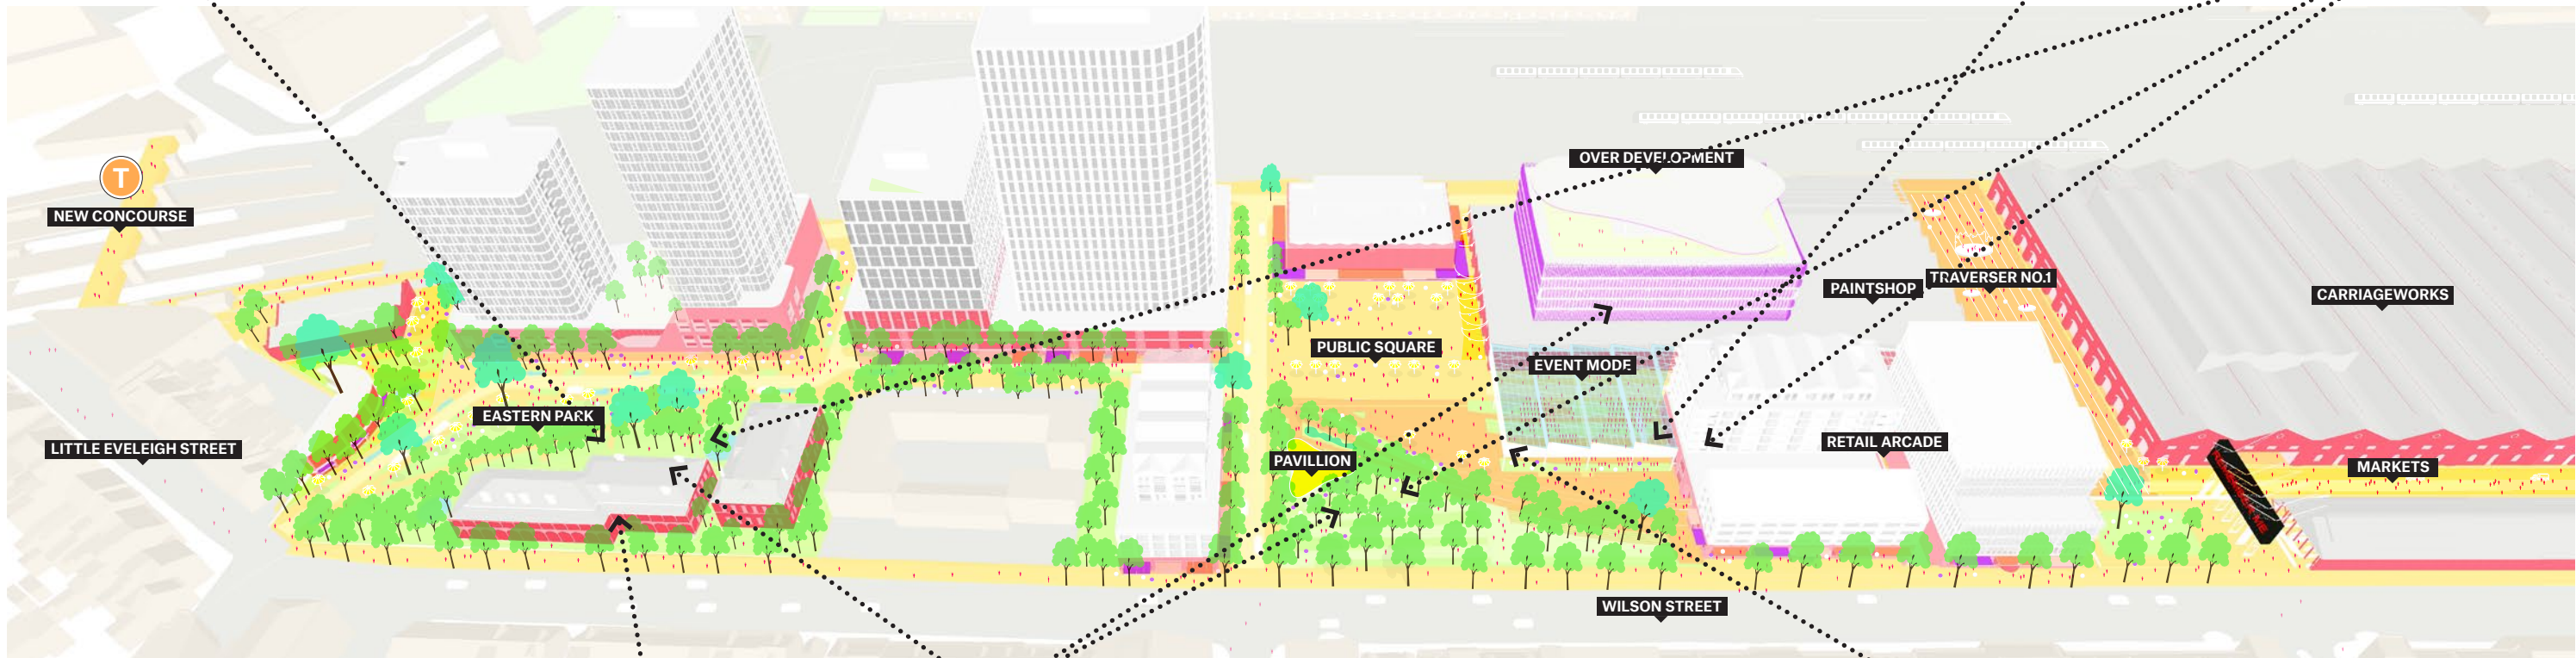 OVER DEVELOPMENT
T
NEW CONCOURSE
TRAVERSER NO.1
PAINTSHOP
CARRIAGEWORKS
PUBLIC SQUARE
EVENT MODE
EASTERN PARK
RETAIL ARCADE
LITTLE EVELEIGH STREET
PAVILLION
MARKETS
WILSON STREET